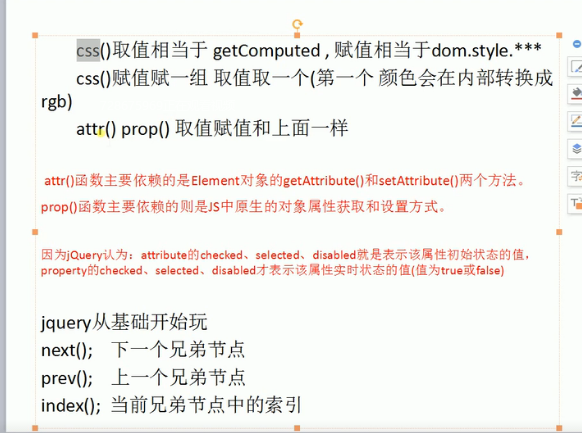 css()取值相当于 getComputed , 赋值相当于dom.style.***
css()赋值赋一组 取值取一个(第一个 颜色会在内部转换成
rgb)
attr() prop() 取值赋值和上面一样
attr()函数主要依赖的是Element对象的getAttribute()和setAttribute()两个方法。
prop()函数主要依赖的则是JS中原生的对象属性获取和设置方式。
因为jQuery认为：attribute的checked、selected、disabled就是表示该属性初始状态的值，
property的checked、selected、disabled才表示该属性实时状态的值(值为true或false)
jquery从基础开始玩
next(); 下一个兄弟节点
prev(); 上一个兄弟节点
index(); 当前兄弟节点中的索引